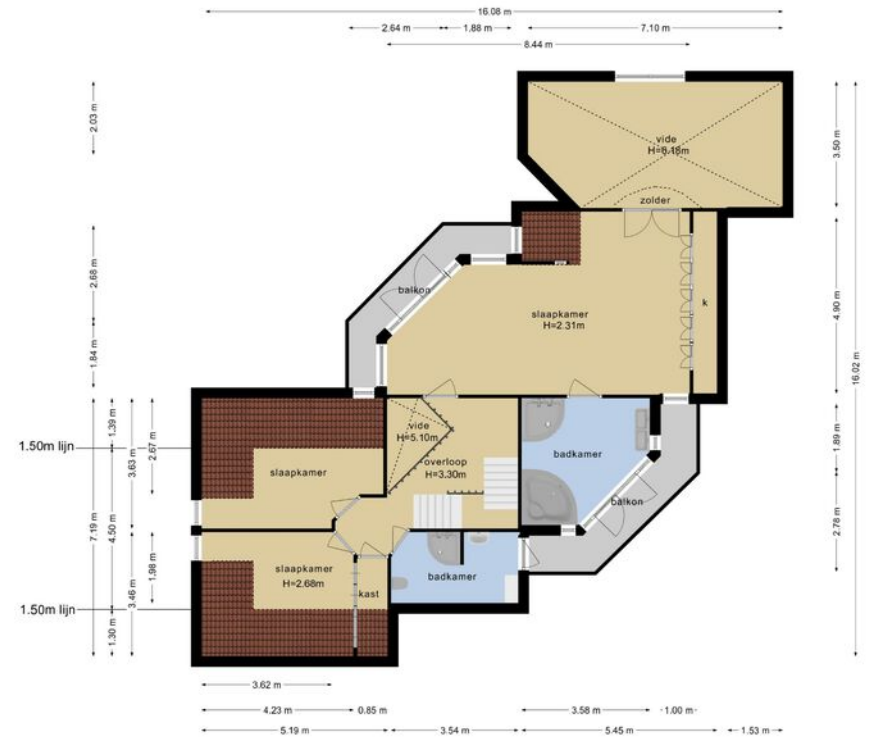 16.08 m
2.64 m
1.88 m
7.10 m
8.44 m
2.03 m
vide
H=6.18m
3.50 m
zolder
2.68 m
balkon
slaapkamer
H=2.31m
k
4.90 m
16.02 m
1.84 m
1.39 m
2.67 m
3.63 m
1.50m lijn
vide
H=5.10m
overloop
H=3.30m
slaapkamer
badkamer
1.89 m
balkon
7.19 m
4.50 m
2.78 m
1.98 m
3.46 m
slaapkamer
H=2.68m
kast
badkamer
1.50m lijn
1.30 m
3.62 m
4.23 m
0.85 m
3.58 m
1.00 m
5.19 m
3.54 m
5.45 m
1.53 m